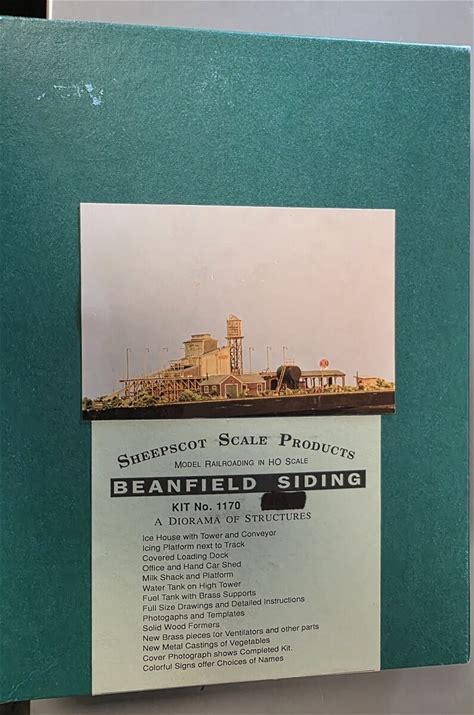 SHEEPSCOT SCALE PRODUCTS
MODEL RAILROADING IN HO SCALE
BEANFIELD SIDING
KIT No. 1170
A DIORAMA OF STRUCTURES
Ice House with Tower and Conveyor
Icing Platform next to Track
Covered Loading Dock
Office and Hand Car Shed
Milk Shack and Platform
Water Tank on High Tower
Fuel Tank with Brass Supports
Full Size Drawings and Detailed Instructions
Photogaphs and Templates
Solid Wood Formers
New Brass pieces for Ventilators and other parts
New Metal Castings of Vegetables
Cover Photograph shows Completed Kit.
Colorful Signs offer Choices of Names